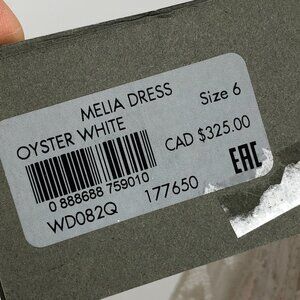 MELIA DRESS
OYSTER WHITE
Size 6
CAD $325.00
0 888688 759010
WD082Q
177650
EAC